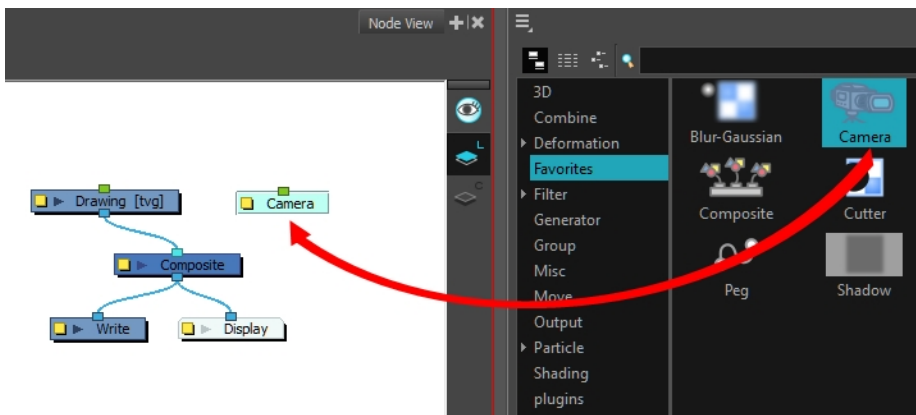 Node View
L
C
Drawing [tvg]
Camera
Composite
Write
Display
3D
Combine
Deformation
Favorites
Filter
Generator
Group
Misc
Move
Output
Particle
Shading
plugins
Blur-Gaussian
Camera
Composite
Cutter
Peg
Shadow